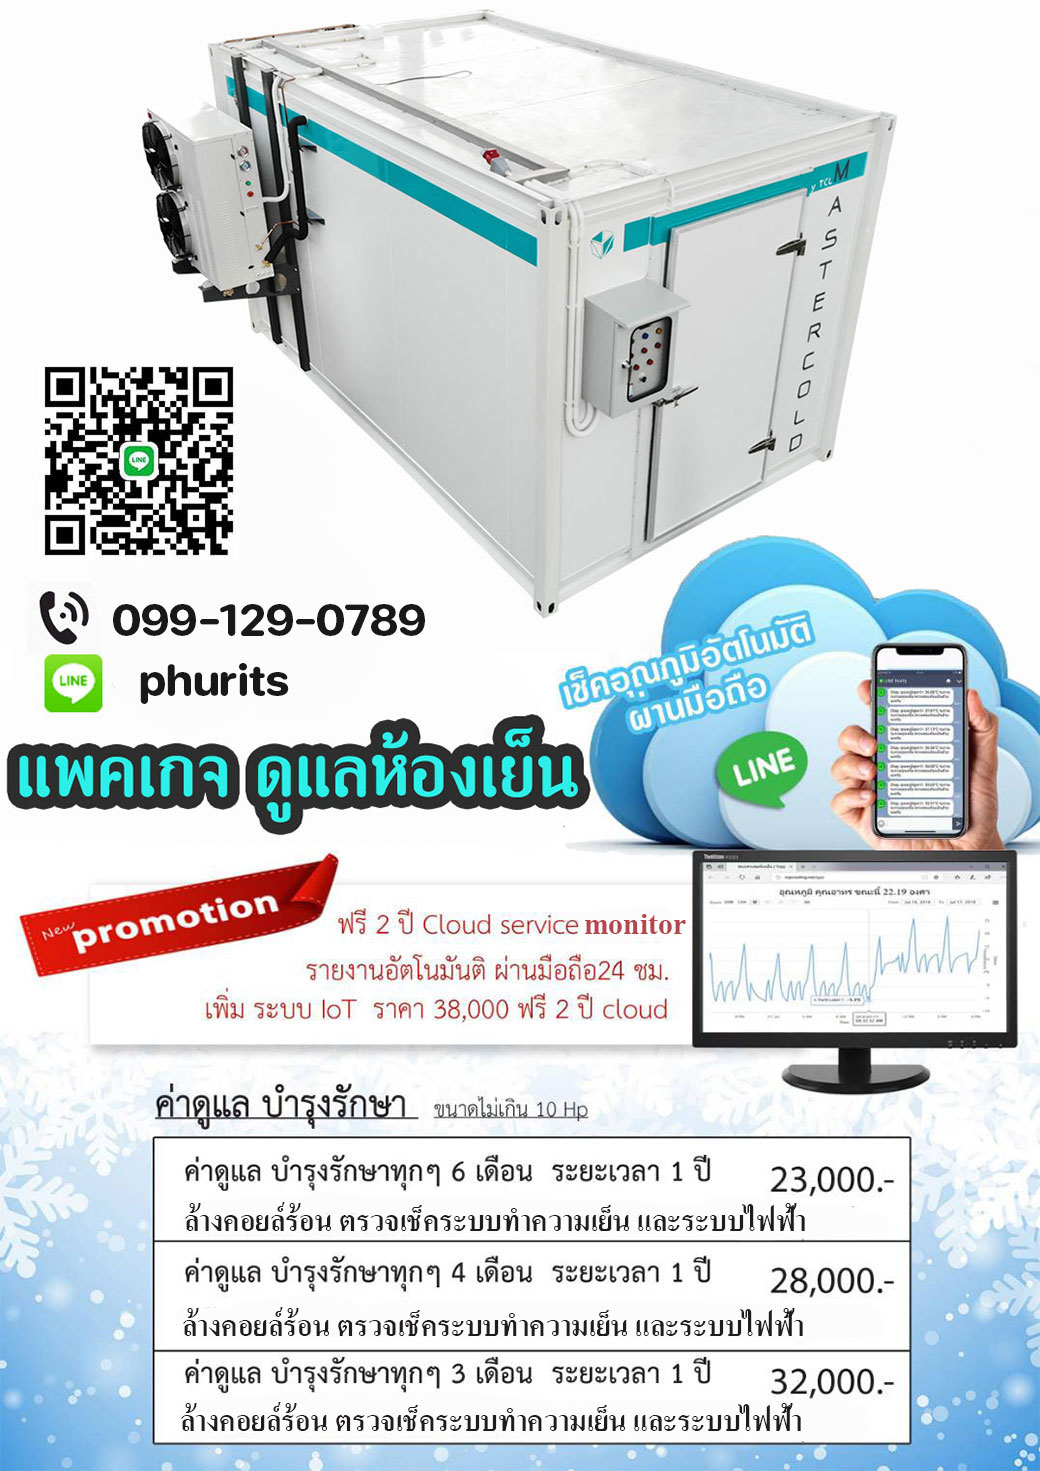 y TCL
MASTERCOLD
LINE
099-129-0789
LINE
phurits
เช็คอุณภูมิอัตโนมัติ
ผ่านมือถือ
LINE
แพคเกจ ดูแลห้องเย็น
New promotion
ฟรี 2 ปี Cloud service monitor
รายงานอัตโนมันติ ผ่านมือถือ24 ชม.
เพิ่ม ระบบ IoT ราคา 38,000 ฟรี 2 ปี cloud
อุณหภูมิ คุณอาทร ขณะนี้ 22.19 องศา
ค่าดูแล บำรุงรักษา ขนาดไม่เกิน 10 Hp
ค่าดูแล บำรุงรักษาทุกๆ 6 เดือน ระยะเวลา 1 ปี 23,000.-
ล้างคอยล์ร้อน ตรวจเช็คระบบทำความเย็น และระบบไฟฟ้า
ค่าดูแล บำรุงรักษาทุกๆ 4 เดือน ระยะเวลา 1 ปี 28,000.-
ล้างคอยล์ร้อน ตรวจเช็คระบบทำความเย็น และระบบไฟฟ้า
ค่าดูแล บำรุงรักษาทุกๆ 3 เดือน ระยะเวลา 1 ปี 32,000.-
ล้างคอยล์ร้อน ตรวจเช็คระบบทำความเย็น และระบบไฟฟ้า